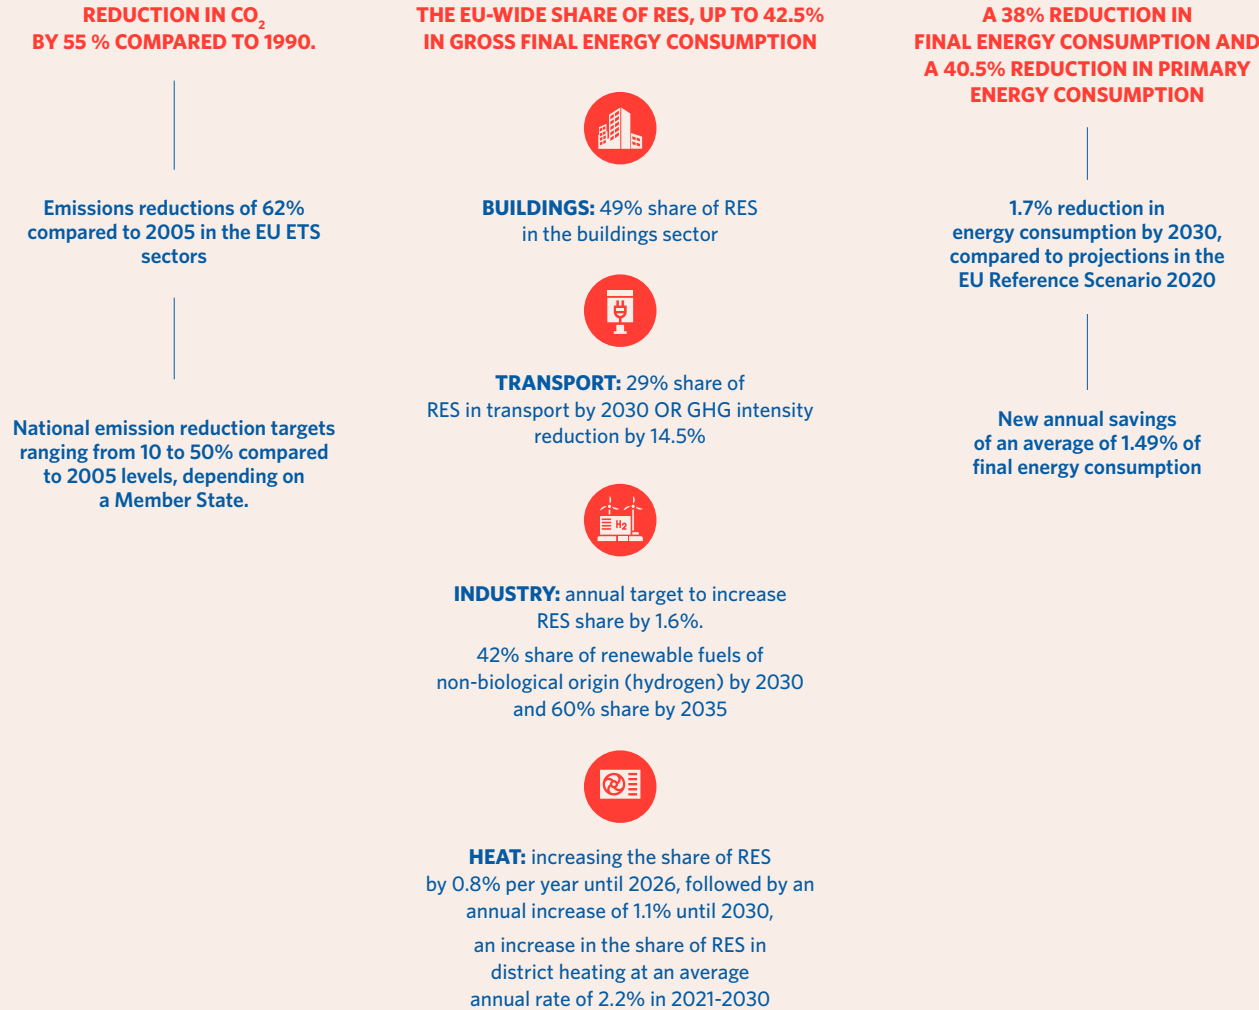 REDUCTION IN CO₂
BY 55 % COMPARED TO 1990.
Emissions reductions of 62%
compared to 2005 in the EU ETS
sectors
National emission reduction targets
ranging from 10 to 50% compared
to 2005 levels, depending on
a Member State.
THE EU-WIDE SHARE OF RES, UP TO 42.5%
IN GROSS FINAL ENERGY CONSUMPTION
BUILDINGS: 49% share of RES
in the buildings sector
TRANSPORT: 29% share of
RES in transport by 2030 OR GHG intensity
reduction by 14.5%
H2
INDUSTRY: annual target to increase
RES share by 1.6%.
42% share of renewable fuels of
non-biological origin (hydrogen) by 2030
and 60% share by 2035
HEAT: increasing the share of RES
by 0.8% per year until 2026, followed by an
annual increase of 1.1% until 2030,
an increase in the share of RES in
district heating at an average
annual rate of 2.2% in 2021-2030
A 38% REDUCTION IN
FINAL ENERGY CONSUMPTION AND
A 40.5% REDUCTION IN PRIMARY
ENERGY CONSUMPTION
1.7% reduction in
energy consumption by 2030,
compared to projections in the
EU Reference Scenario 2020
New annual savings
of an average of 1.49% of
final energy consumption